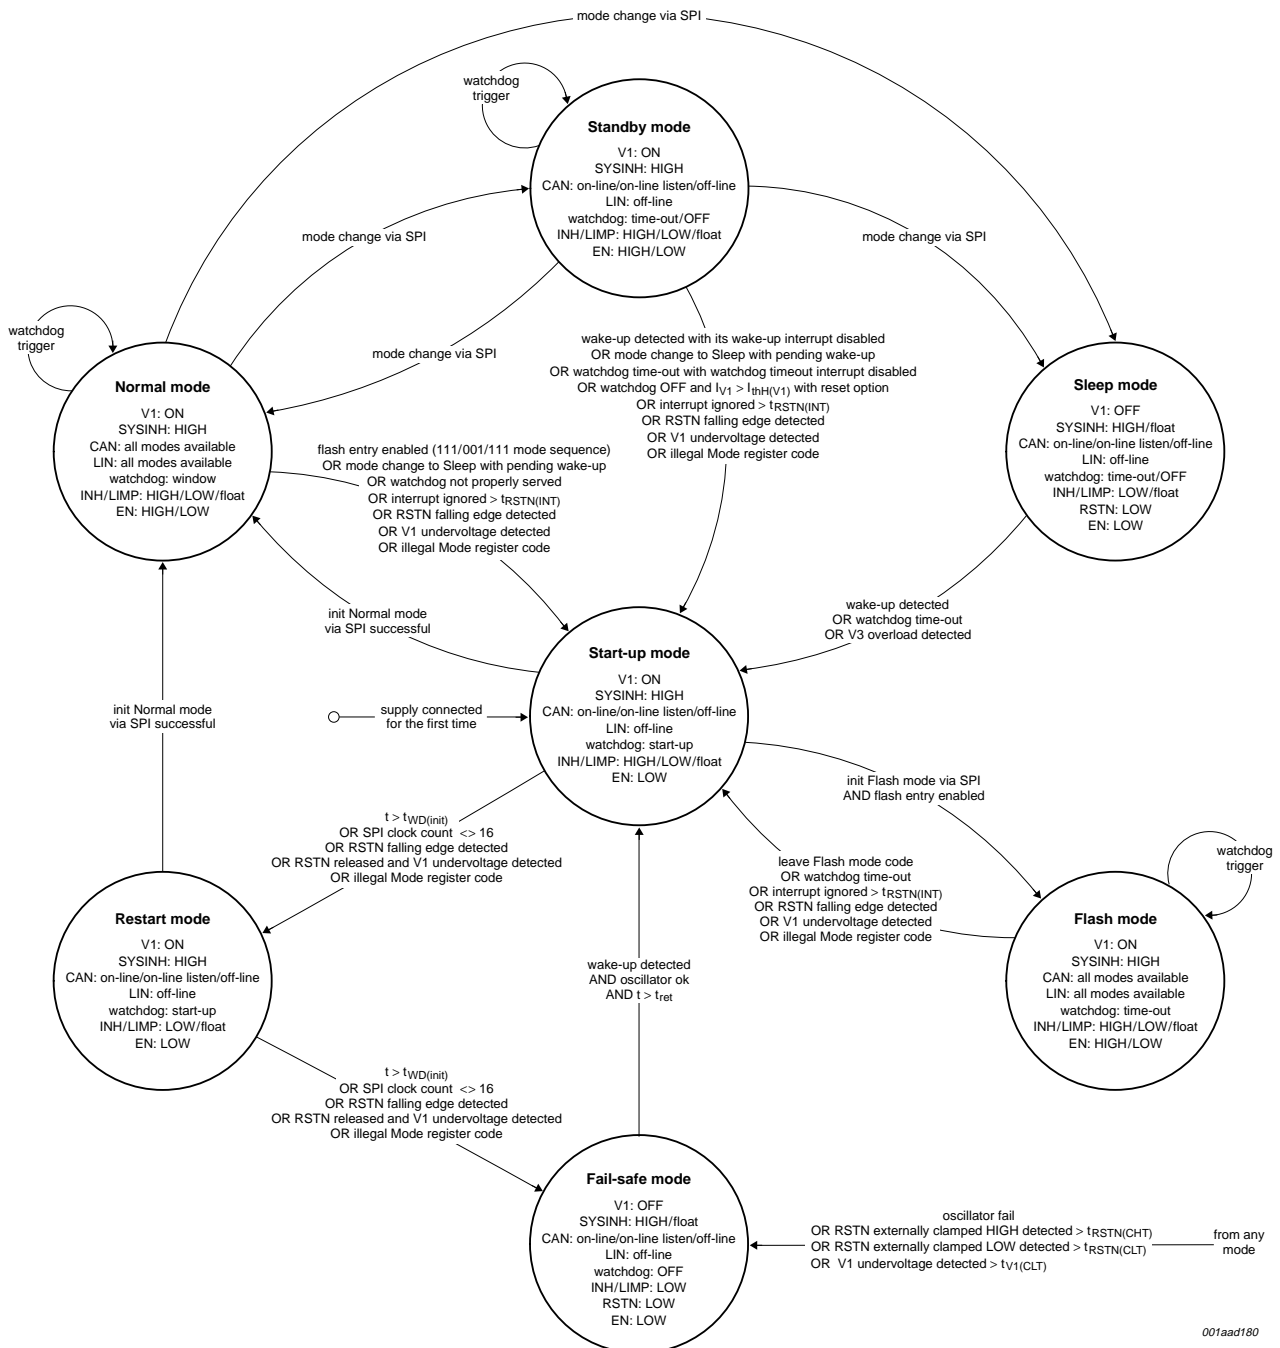 mode change via SPI
watchdog
trigger
Standby mode
V1: ON
SYSINH: HIGH
CAN: on-line/on-line listen/off-line
LIN: off-line
watchdog: time-out/OFF
INH/LIMP: HIGH/LOW/float
EN: HIGH/LOW
mode change via SPI
mode change via SPI
watchdog
trigger
mode change via SPI
wake-up detected with its wake-up interrupt disabled
OR mode change to Sleep with pending wake-up
OR watchdog time-out with watchdog timeout interrupt disabled
OR watchdog OFF and IV1 > IthH(V1) with reset option
OR interrupt ignored > tRSTN(INT)
OR RSTN falling edge detected
OR V1 undervoltage detected
OR illegal Mode register code
Normal mode
V1: ON
SYSINH: HIGH
CAN: all modes available
LIN: all modes available
watchdog: window
INH/LIMP: HIGH/LOW/float
EN: HIGH/LOW
Sleep mode
V1: OFF
SYSINH: HIGH/float
CAN: on-line/on-line listen/off-line
LIN: off-line
watchdog: time-out/OFF
INH/LIMP: LOW/float
RSTN: LOW
EN: LOW
flash entry enabled (111/001/111 mode sequence)
OR mode change to Sleep with pending wake-up
OR watchdog not properly served
OR interrupt ignored > tRSTN(INT)
OR RSTN falling edge detected
OR V1 undervoltage detected
OR illegal Mode register code
init Normal mode
via SPI successful
wake-up detected
OR watchdog time-out
OR V3 overload detected
Start-up mode
V1: ON
SYSINH: HIGH
CAN: on-line/on-line listen/off-line
LIN: off-line
watchdog: start-up
INH/LIMP: HIGH/LOW/float
EN: LOW
init Normal mode
via SPI successful
supply connected
for the first time
init Flash mode via SPI
AND flash entry enabled
t > tWD(init)
OR SPI clock count <> 16
OR RSTN falling edge detected
OR RSTN released and V1 undervoltage detected
OR illegal Mode register code
leave Flash mode code
OR watchdog time-out
OR interrupt ignored > tRSTN(INT)
OR RSTN falling edge detected
OR V1 undervoltage detected
OR illegal Mode register code
watchdog
trigger
Restart mode
V1: ON
SYSINH: HIGH
CAN: on-line/on-line listen/off-line
LIN: off-line
watchdog: start-up
INH/LIMP: LOW/float
EN: LOW
Flash mode
V1: ON
SYSINH: HIGH
CAN: all modes available
LIN: all modes available
watchdog: time-out
INH/LIMP: HIGH/LOW/float
EN: HIGH/LOW
wake-up detected
AND oscillator ok
AND t > tret
t > tWD(init)
OR SPI clock count <> 16
OR RSTN falling edge detected
OR RSTN released and V1 undervoltage detected
OR illegal Mode register code
Fail-safe mode
V1: OFF
SYSINH: HIGH/float
CAN: on-line/on-line listen/off-line
LIN: off-line
watchdog: OFF
INH/LIMP: LOW
RSTN: LOW
EN: LOW
oscillator fail
OR RSTN externally clamped HIGH detected > tRSTN(CHT)
OR RSTN externally clamped LOW detected > tRSTN(CLT)
OR V1 undervoltage detected > tV1(CLT)
from any
mode
001aad180